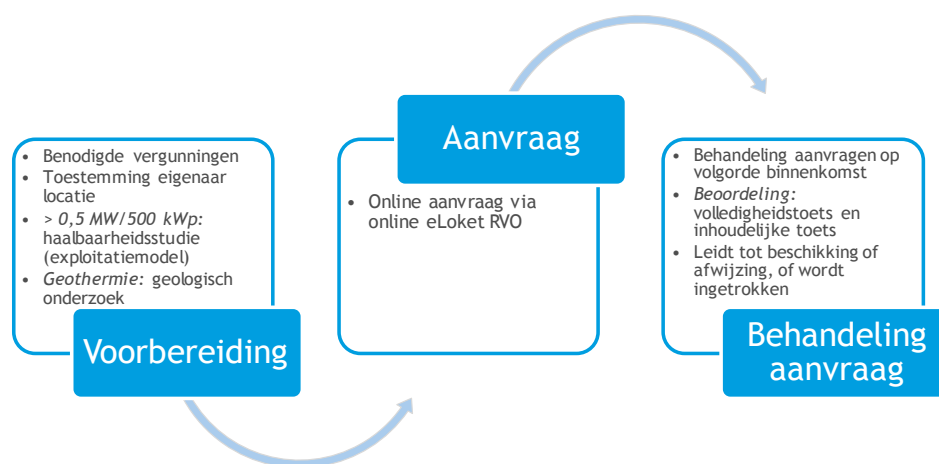 • Benodigde vergunningen
• Toestemming eigenaar
locatie
• > 0,5 MW/500 kWp:
haalbaarheidsstudie
(exploitatiemodel)
• Geothermie: geologisch
onderzoek
Voorbereiding
Aanvraag
• Online aanvraag via
online eLoket RVO
• Behandeling aanvragen op
volgorde binnenkomst
• Beoordeling:
volledigheidstoets en
inhoudelijke toets
• Leidt tot beschikking of
afwijzing, of wordt
ingetrokken
Behandeling
aanvraag